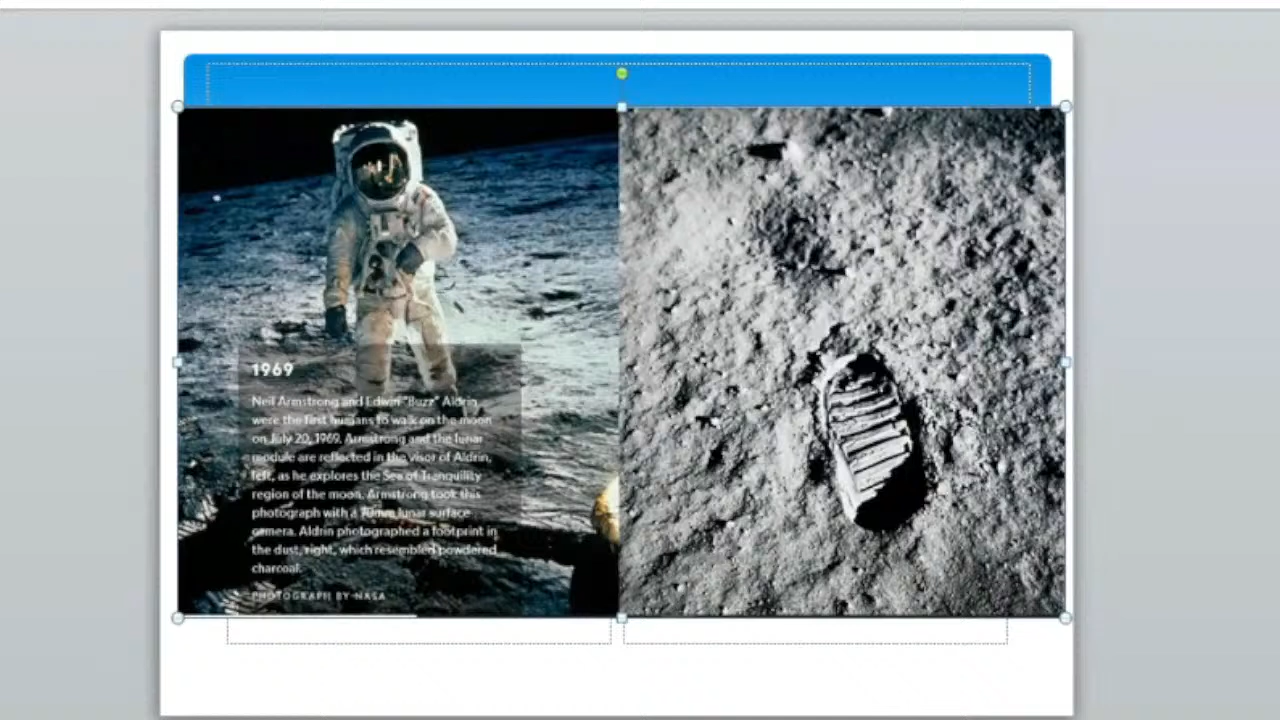 1969
Neil Armstrong and Edwin "Buzz" Aldrin
were the first humans to walk on the moon
on July 20, 1969. Armstrong and the lunar
module are reflected in the visor of Aldrin,
left, as he explores the Sea of Tranquility
region of the moon. Armstrong took this
photograph with a 70mm lunar surface
camera. Aldrin photographed a footprint in
the dust, right, which resembled powdered
charcoal.
PHOTOGRAPH BY NASA